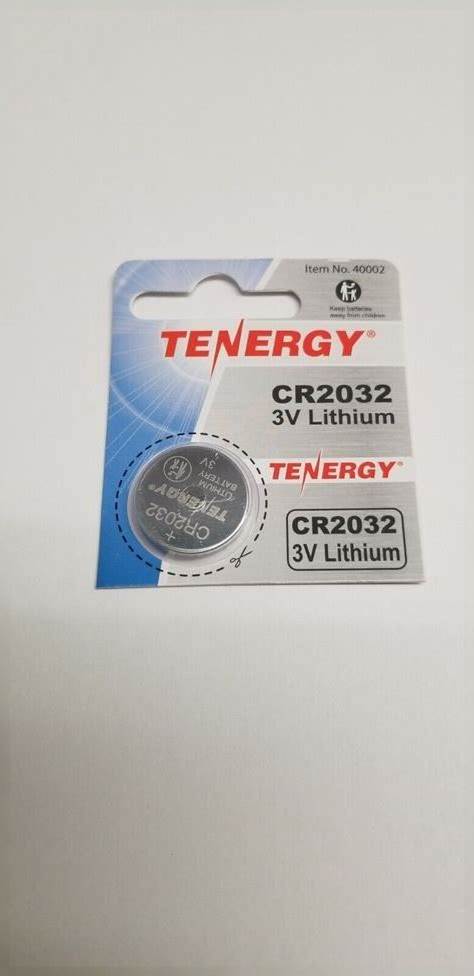 Item No. 40002
Keep batteries
away from children
TENERGY®
CR2032
3V Lithium
TENERGY®
CR2032
3V Lithium
+
CR2032
TENERGY®
LITHIUM
BATTERY
3V